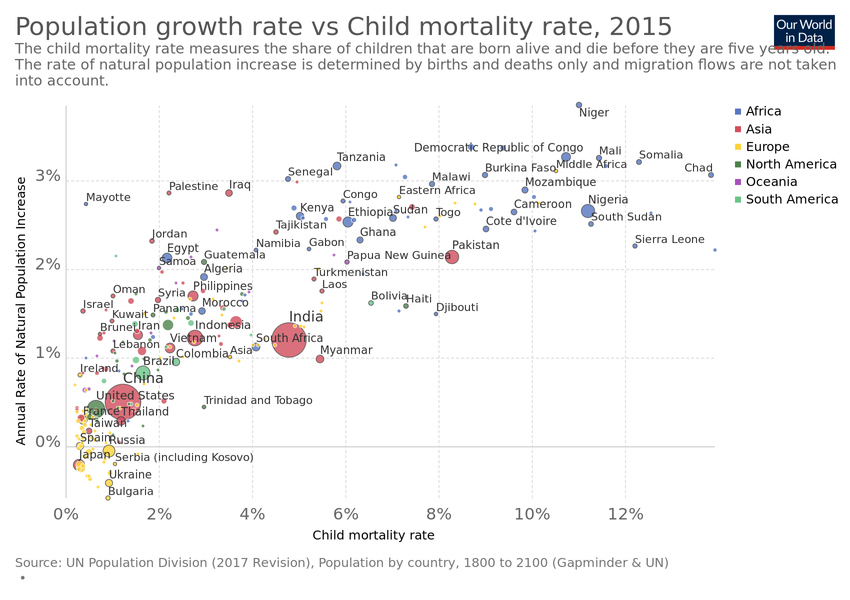 Population growth rate vs Child mortality rate, 2015
Our World
in Data
The child mortality rate measures the share of children that are born alive and die before they are five years old.
The rate of natural population increase is determined by births and deaths only and migration flows are not taken
into account.
Annual Rate of Natural Population Increase
3%
2%
1%
0%
0%
2%
4%
6%
8%
10%
12%
Child mortality rate
Africa
Asia
Europe
North America
Oceania
South America
Niger
Democratic Republic of Congo
Mali
Somalia
Tanzania
Middle Africa
Chad
Senegal
Burkina Faso
Malawi
Mozambique
Palestine
Iraq
Eastern Africa
Mayotte
Congo
Kenya
Ethiopia
Sudan
Togo
Cameroon
Nigeria
Tajikistan
Cote d'Ivoire
South Sudan
Jordan
Ghana
Namibia
Gabon
Sierra Leone
Egypt
Guatemala
Papua New Guinea
Pakistan
Samoa
Algeria
Turkmenistan
Philippines
Laos
Oman
Syria
Morocco
Bolivia
Haiti
Israel
Panama
Djibouti
Kuwait
India
Brunei
Iran
Indonesia
Vietnam
South Africa
Lebanon
Colombia
Asia
Myanmar
Ireland
Brazil
China
United States
Trinidad and Tobago
France
Thailand
Taiwan
Spain
Russia
Japan
Serbia (including Kosovo)
Ukraine
Bulgaria
Source: UN Population Division (2017 Revision), Population by country, 1800 to 2100 (Gapminder & UN)
•